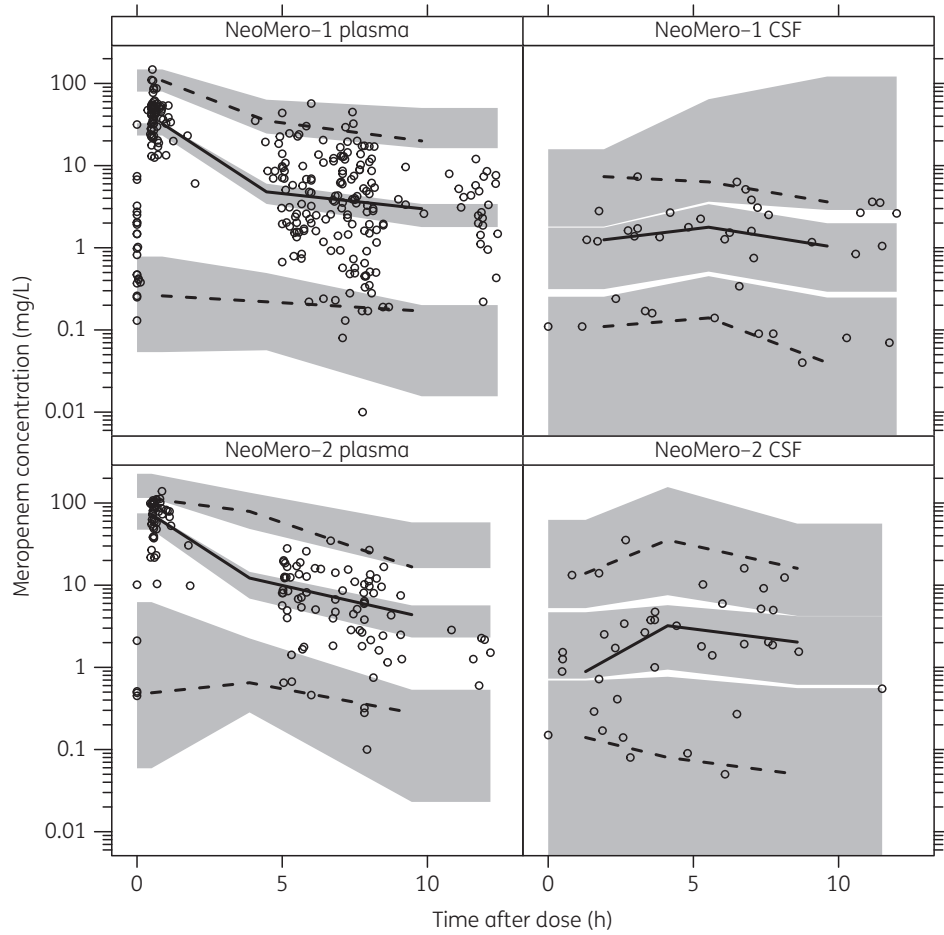 NeoMero–1 plasma
NeoMero–1 CSF
100
10
1
0.1
0.01
NeoMero–2 plasma
NeoMero–2 CSF
100
10
1
0.1
0.01
Meropenem concentration (mg/L)
0
5
10
0
5
10
Time after dose (h)